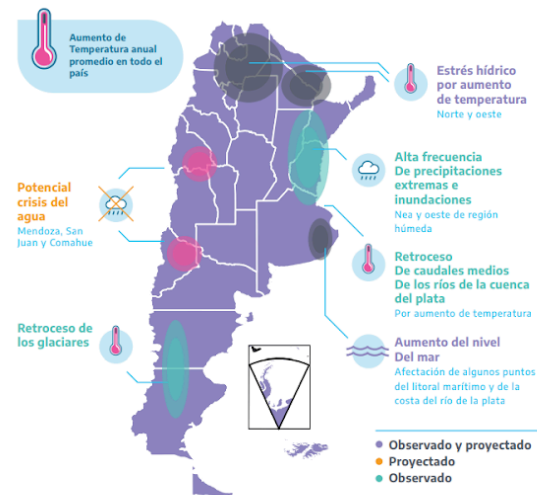 Aumento de
Temperatura anual
promedio en todo el
país
Estrés hídrico
por aumento
de temperatura
Norte y oeste
Alta frecuencia
De precipitaciones
extremas e
inundaciones
Nea y oeste de región
húmeda
Potencial
crisis del
agua
Mendoza, San
Juan y Comahue
Retroceso
De caudales medios
De los ríos de la cuenca
del plata
Por aumento de temperatura
Retroceso de
los glaciares
Aumento del nivel
Del mar
Afectación de algunos puntos
del litoral marítimo y de la
costa del río de la plata
Observado y proyectado
Proyectado
Observado